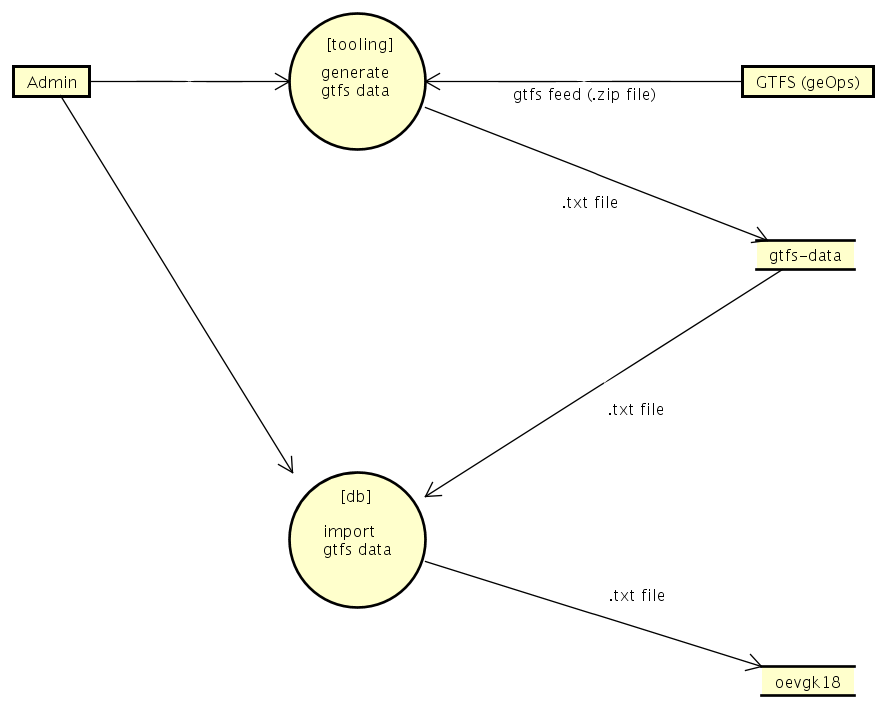 [tooling]
generate
gtfs data
Admin
GTFS (geOps)
gtfs feed (.zip file)
.txt file
gtfs-data
.txt file
[db]
import
gtfs data
.txt file
oevgk18